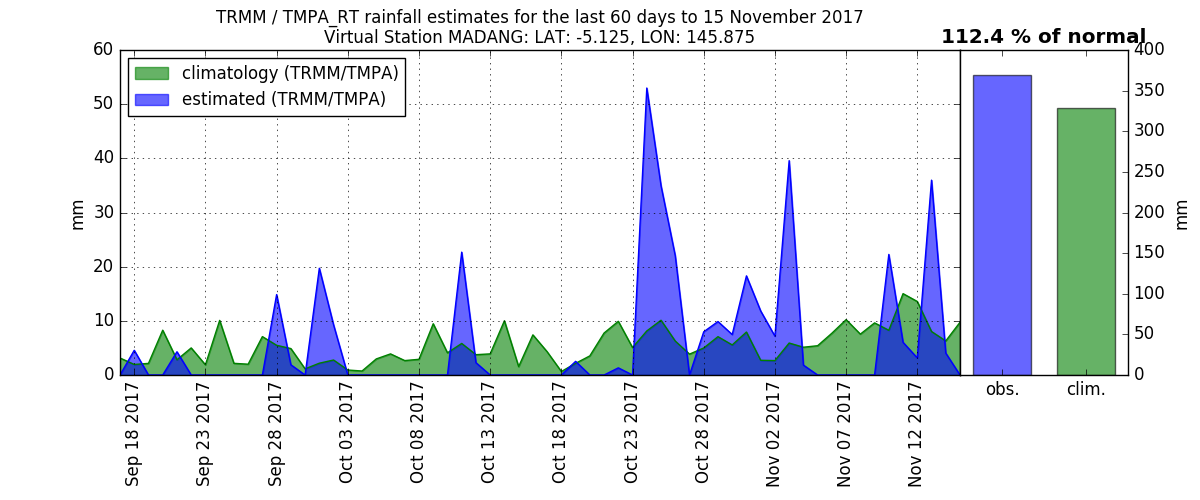 TRMM / TMPA_RT rainfall estimates for the last 60 days to 15 November 2017
Virtual Station MADANG: LAT: -5.125, LON: 145.875
112.4 % of normal
climatology (TRMM/TMPA)
estimated (TRMM/TMPA)
60
50
40
30
20
10
0
mm
400
350
300
250
200
150
100
50
0
mm
Sep 18 2017
Sep 23 2017
Sep 28 2017
Oct 03 2017
Oct 08 2017
Oct 13 2017
Oct 18 2017
Oct 23 2017
Oct 28 2017
Nov 02 2017
Nov 07 2017
Nov 12 2017
obs.
clim.